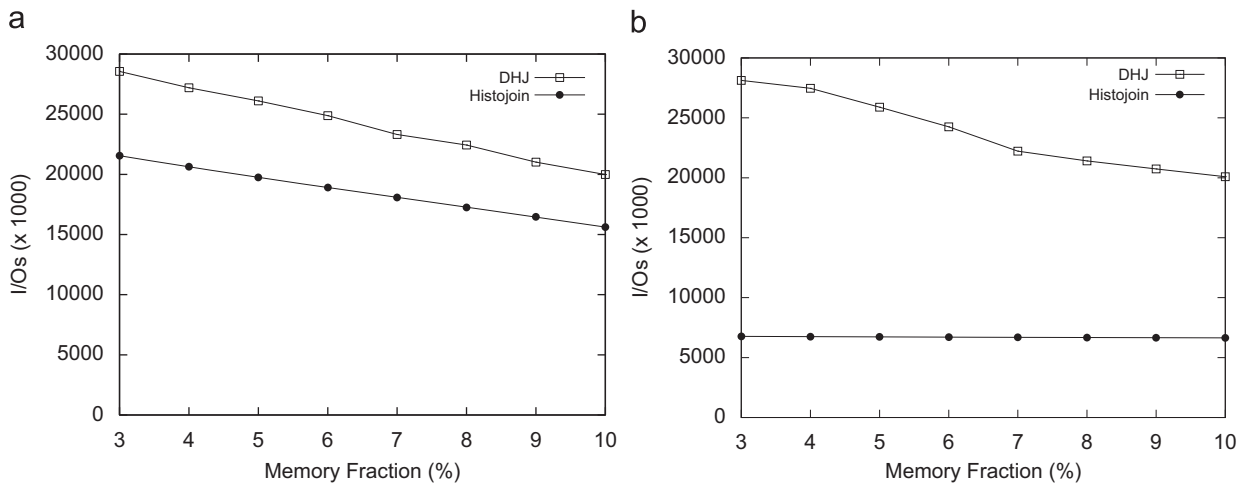 a
30000
25000
20000
15000
10000
5000
0
I/Os (x 1000)
DHJ
Histojoin
3 4 5 6 7 8 9 10
Memory Fraction (%)
b
30000
25000
20000
15000
10000
5000
0
I/Os (x 1000)
DHJ
Histojoin
3 4 5 6 7 8 9 10
Memory Fraction (%)